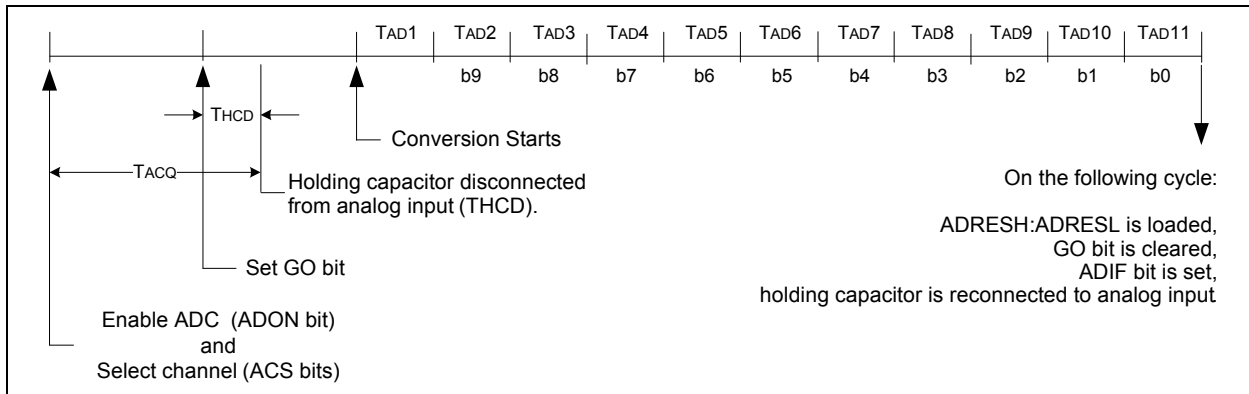 TAD1 TAD2 TAD3 TAD4 TAD5 TAD6 TAD7 TAD8 TAD9 TAD10 TAD11
b9 b8 b7 b6 b5 b4 b3 b2 b1 b0
THCD
Conversion Starts
TACQ
Holding capacitor disconnected
from analog input (THCD).
Set GO bit
Enable ADC (ADON bit)
and
Select channel (ACS bits)
On the following cycle:
ADRESH:ADRESL is loaded,
GO bit is cleared,
ADIF bit is set,
holding capacitor is reconnected to analog input